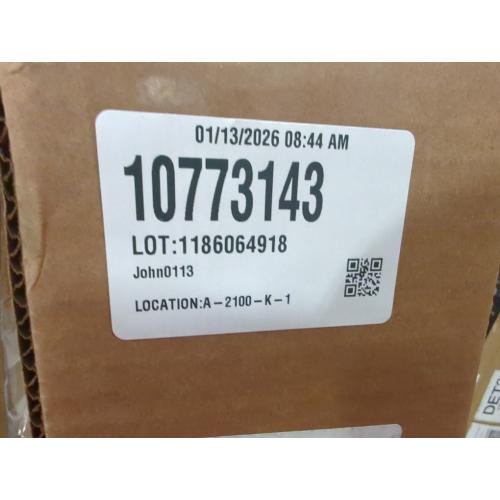 01/13/2026 08:44 AM
10773143
LOT:1186064918
John0113
LOCATION:A-2100-K-1